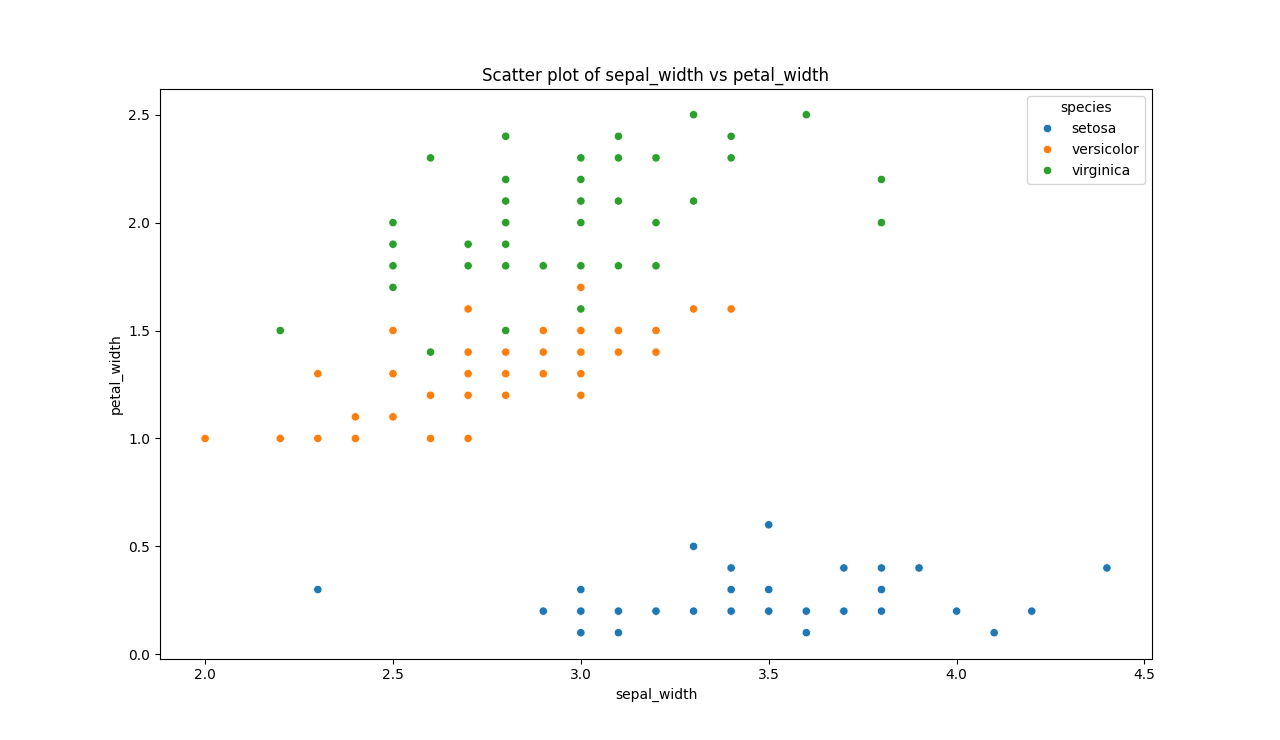 Scatter plot of sepal_width vs petal_width
species
setosa
versicolor
virginica
petal_width
2.5
2.0
1.5
1.0
0.5
0.0
2.0 2.5 3.0 3.5 4.0 4.5
sepal_width